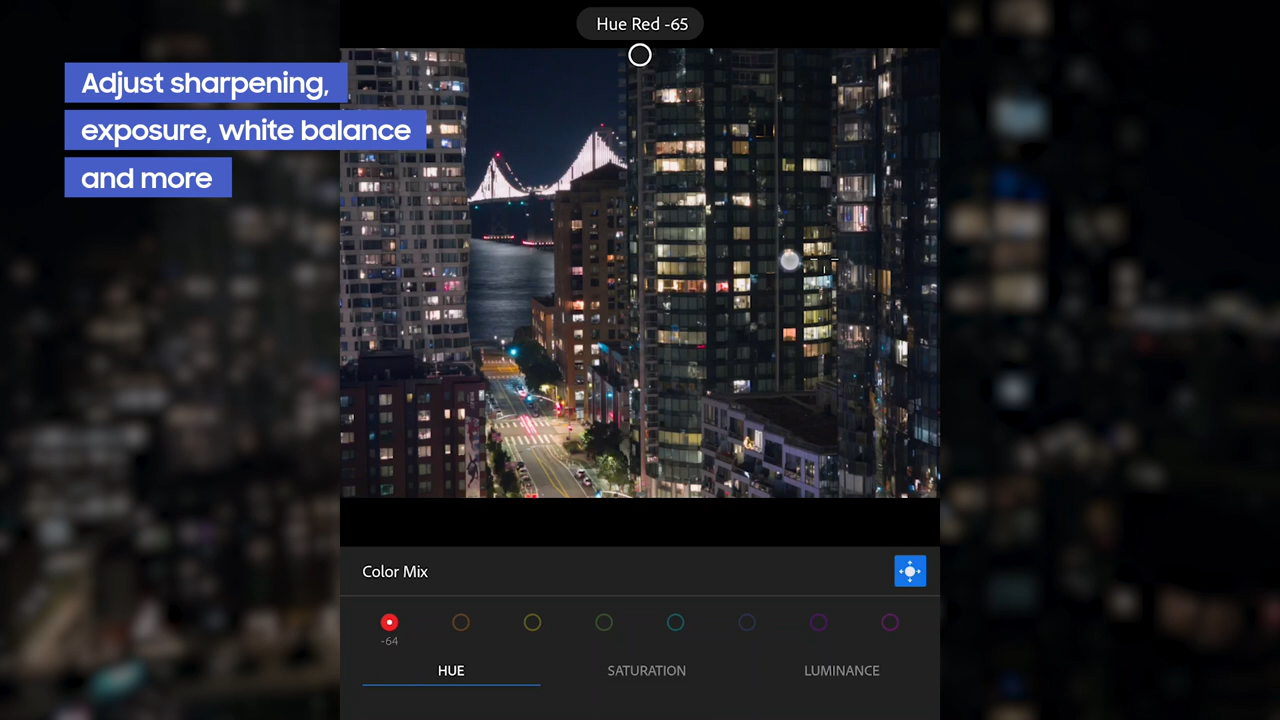 Hue Red -65
Adjust sharpening,
exposure, white balance
and more
Color Mix
-64
HUE
SATURATION
LUMINANCE